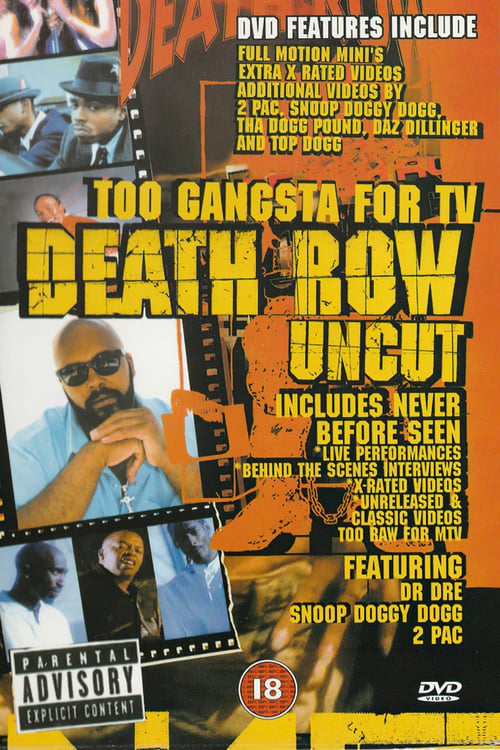 DEATH ROW
DVD FEATURES INCLUDE
FULL MOTION MINI'S
EXTRA X RATED VIDEOS
ADDITIONAL VIDEOS BY
2 PAC, SNOOP DOGGY DOGG,
THA DOGG POUND, DAZ DILLINGER
AND TOP DOGG
TOO GANGSTA FOR TV
DEATH ROW
UNCUT
INCLUDES NEVER
BEFORE SEEN
*LIVE PERFORMANCES
*BEHIND THE SCENES INTERVIEWS
*X-RATED VIDEOS
*UNRELEASED &
CLASSIC VIDEOS
TOO RAW FOR MTV
FEATURING
DR DRE
SNOOP DOGGY DOGG
2 PAC
PARENTAL
ADVISORY
EXPLICIT CONTENT
18
DVD
VIDEO